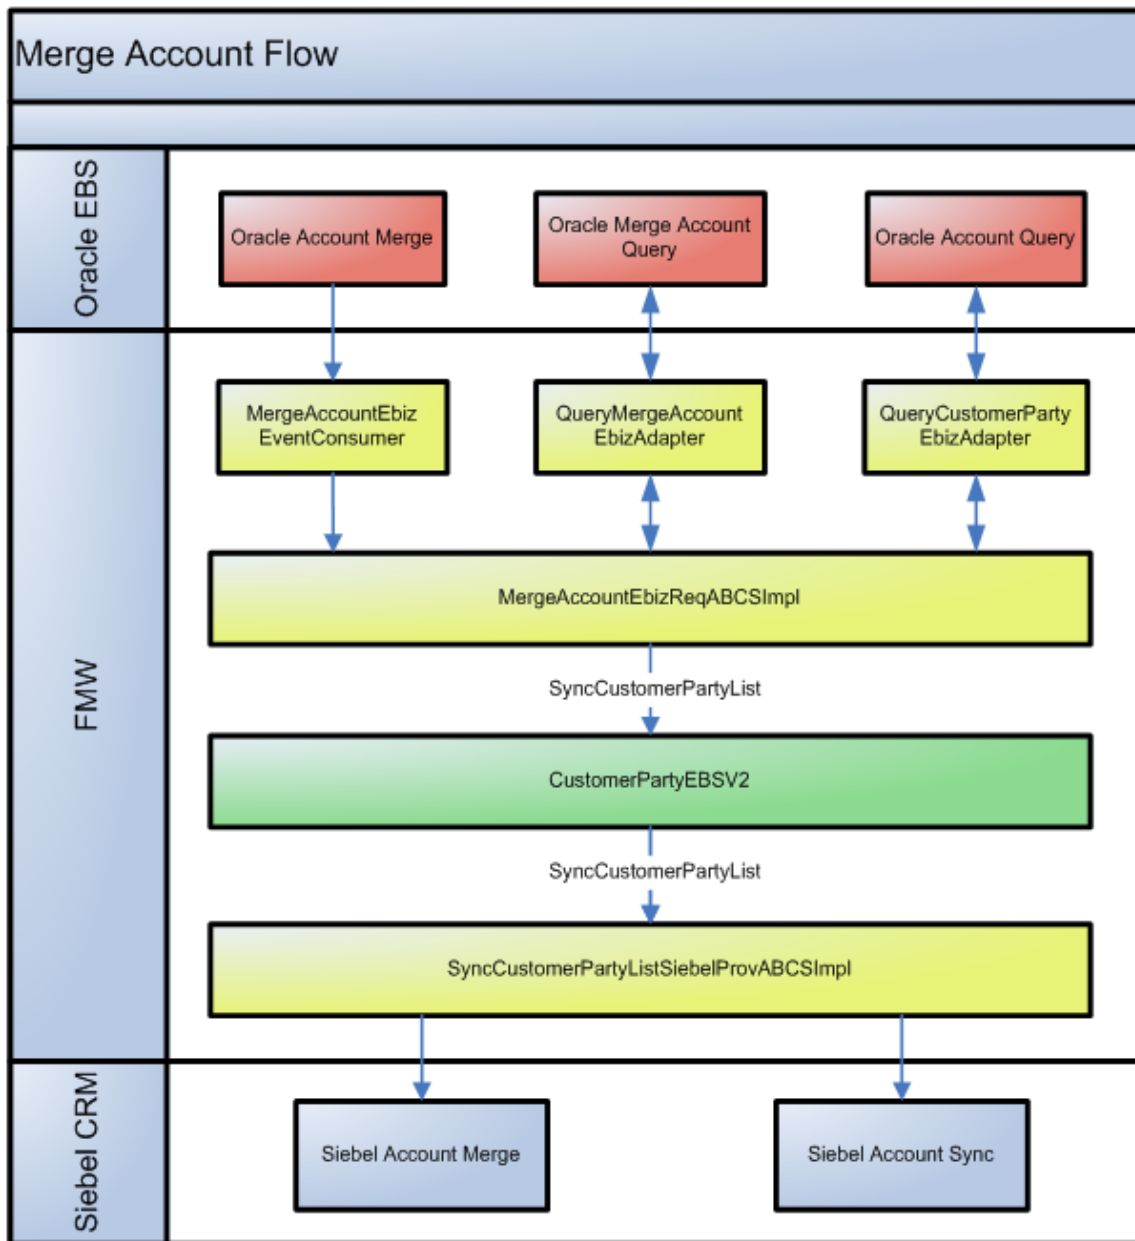 Merge Account Flow
Oracle EBS
Oracle Account Merge
Oracle Merge Account
Query
Oracle Account Query
FMW
MergeAccountEbiz
EventConsumer
QueryMergeAccount
EbizAdapter
QueryCustomerParty
EbizAdapter
MergeAccountEbizReqABCSImpl
SyncCustomerPartyList
CustomerPartyEBSV2
SyncCustomerPartyList
SyncCustomerPartyListSiebelProvABCSImpl
Siebel CRM
Siebel Account Merge
Siebel Account Sync